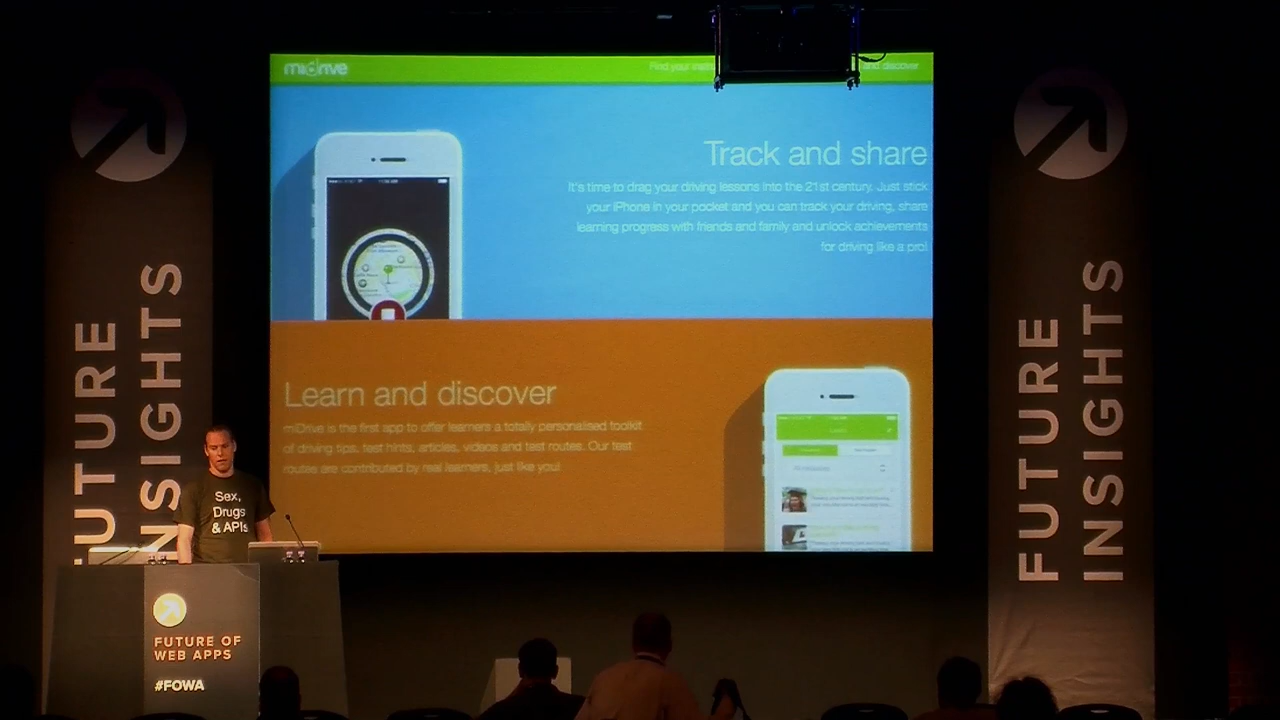 miDrive
Find your
and discover
Track and share
It's time to drag your driving lessons into the 21st century. Just stick
your iPhone in your pocket and you can track your driving, share
learning progress with friends and family and unlock achievements
for driving like a pro!
Learn and discover
miDrive is the first app to offer learners a totally personalised toolkit
of driving tips, test hints, articles, videos and test routes. Our test
routes are contributed by real learners, just like you!
FUTURE
INSIGHTS
FUTURE
INSIGHTS
Sex,
Drugs
& APIs
FUTURE OF
WEB APPS
#FOWA